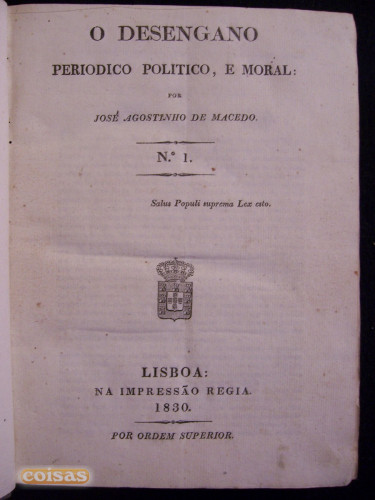 O DESENGANO
PERIODICO POLITICO, E MORAL:
POR
JOSÉ AGOSTINHO DE MACEDO.
N.º 1.
Salus Populi suprema Lex esto.
LISBOA:
NA IMPRESSÃO REGIA.
1830.
POR ORDEM SUPERIOR.
coisas